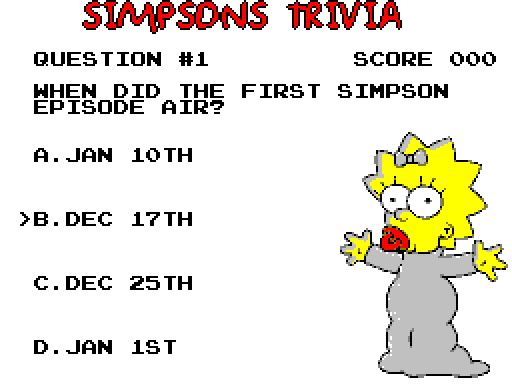 SIMPSONS TRIVIA
QUESTION #1 SCORE 000
WHEN DID THE FIRST SIMPSON
EPISODE AIR?
A.JAN 10TH
>B.DEC 17TH
C.DEC 25TH
D.JAN 1ST